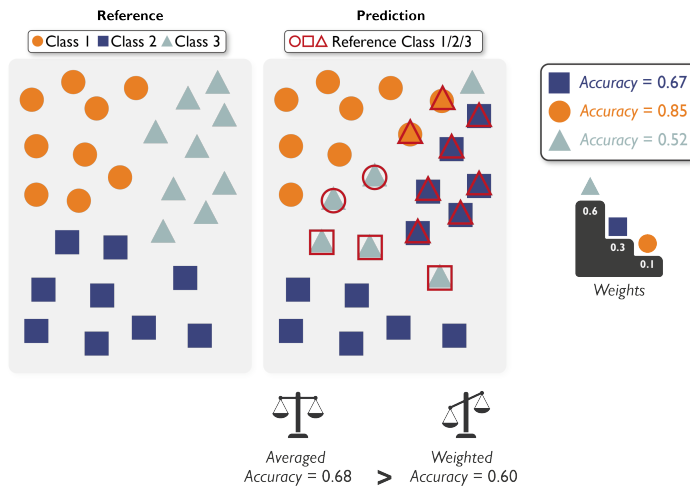 Reference
Prediction
Class 1 Class 2 Class 3
Reference Class 1/2/3
Accuracy = 0.67
Accuracy = 0.85
Accuracy = 0.52
0.6
0.3
0.1
Weights
Averaged
Accuracy = 0.68
>
Weighted
Accuracy = 0.60